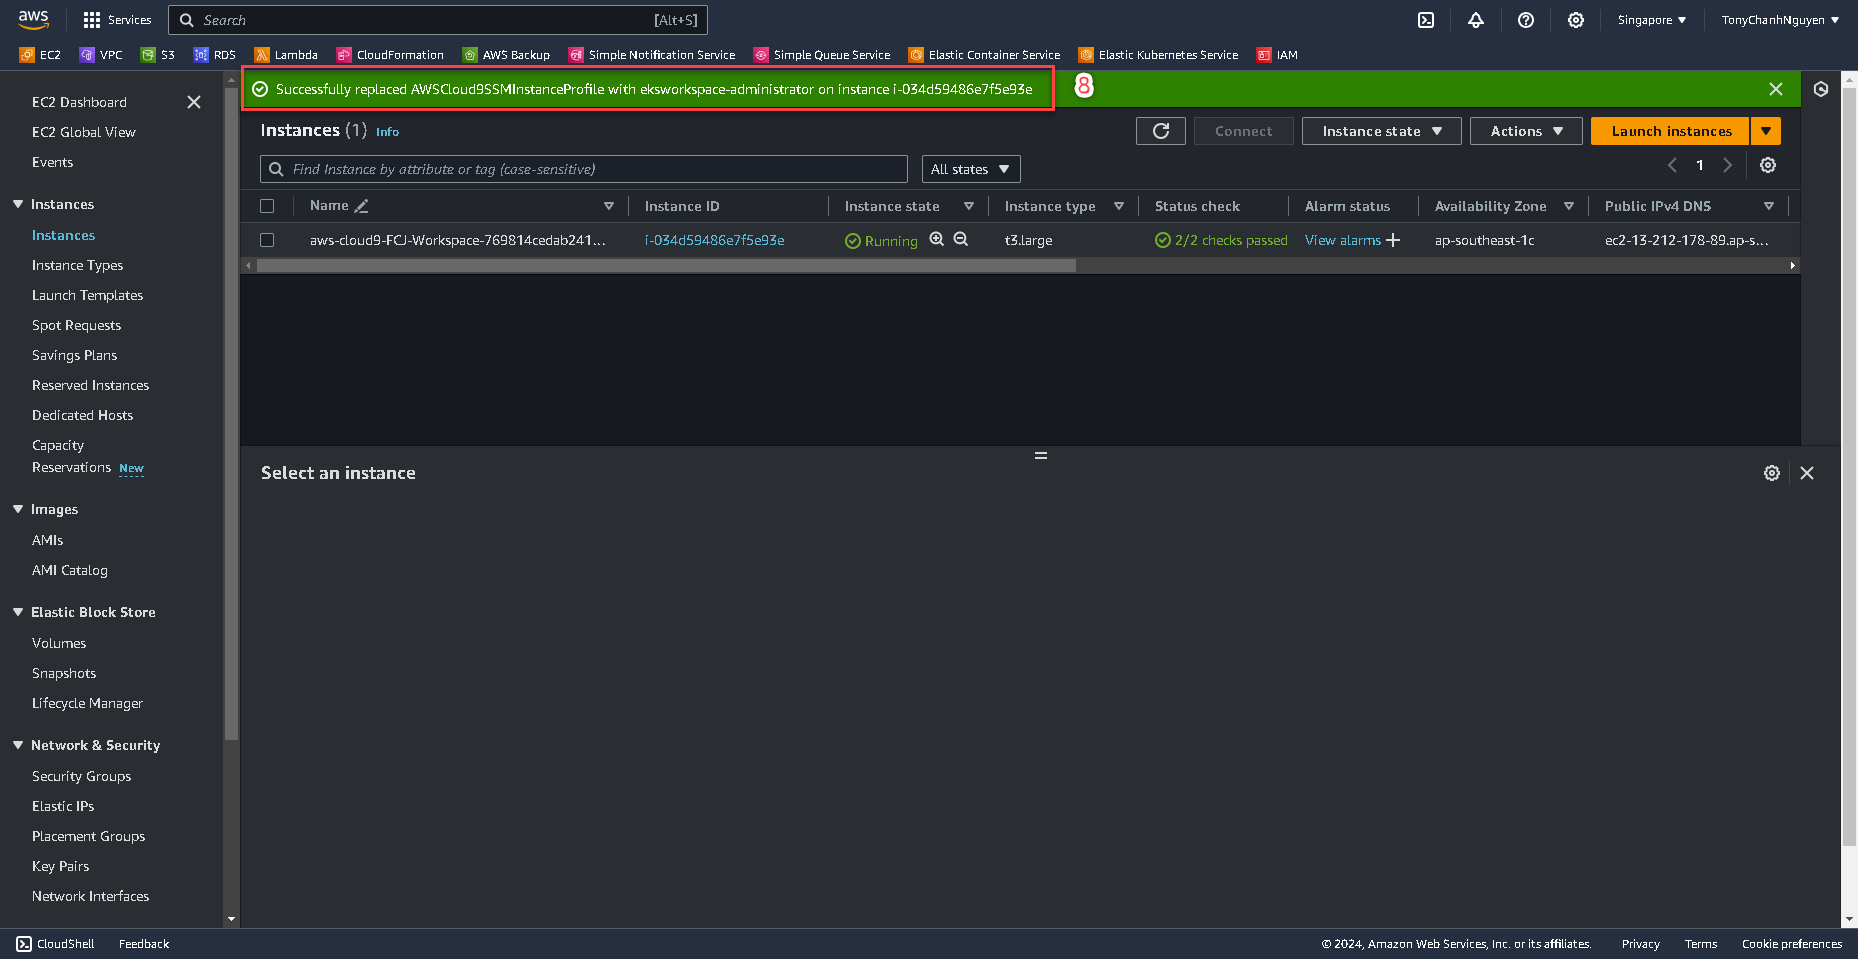 aws
Services
Search
[Alt+S]
Singapore
TonyChanhNguyen
EC2
VPC
S3
RDS
Lambda
CloudFormation
AWS Backup
Simple Notification Service
Simple Queue Service
Elastic Container Service
Elastic Kubernetes Service
IAM
Successfully replaced AWSCloud9SSMInstanceProfile with eksworkspace-administrator on instance i-034d59486e7f5e93e
8
EC2 Dashboard
EC2 Global View
Events
Instances
Instances
Instance Types
Launch Templates
Spot Requests
Savings Plans
Reserved Instances
Dedicated Hosts
Capacity
Reservations New
Images
AMIs
AMI Catalog
Elastic Block Store
Volumes
Snapshots
Lifecycle Manager
Network & Security
Security Groups
Elastic IPs
Placement Groups
Key Pairs
Network Interfaces
Instances (1) Info
Connect
Instance state
Actions
Launch instances
Find Instance by attribute or tag (case-sensitive)
All states
1
Name
Instance ID
Instance state
Instance type
Status check
Alarm status
Availability Zone
Public IPv4 DNS
aws-cloud9-FCJ-Workspace-769814cedab241...
i-034d59486e7f5e93e
Running
t3.large
2/2 checks passed
View alarms
ap-southeast-1c
ec2-13-212-178-89.ap-s...
Select an instance
CloudShell
Feedback
© 2024, Amazon Web Services, Inc. or its affiliates.
Privacy
Terms
Cookie preferences